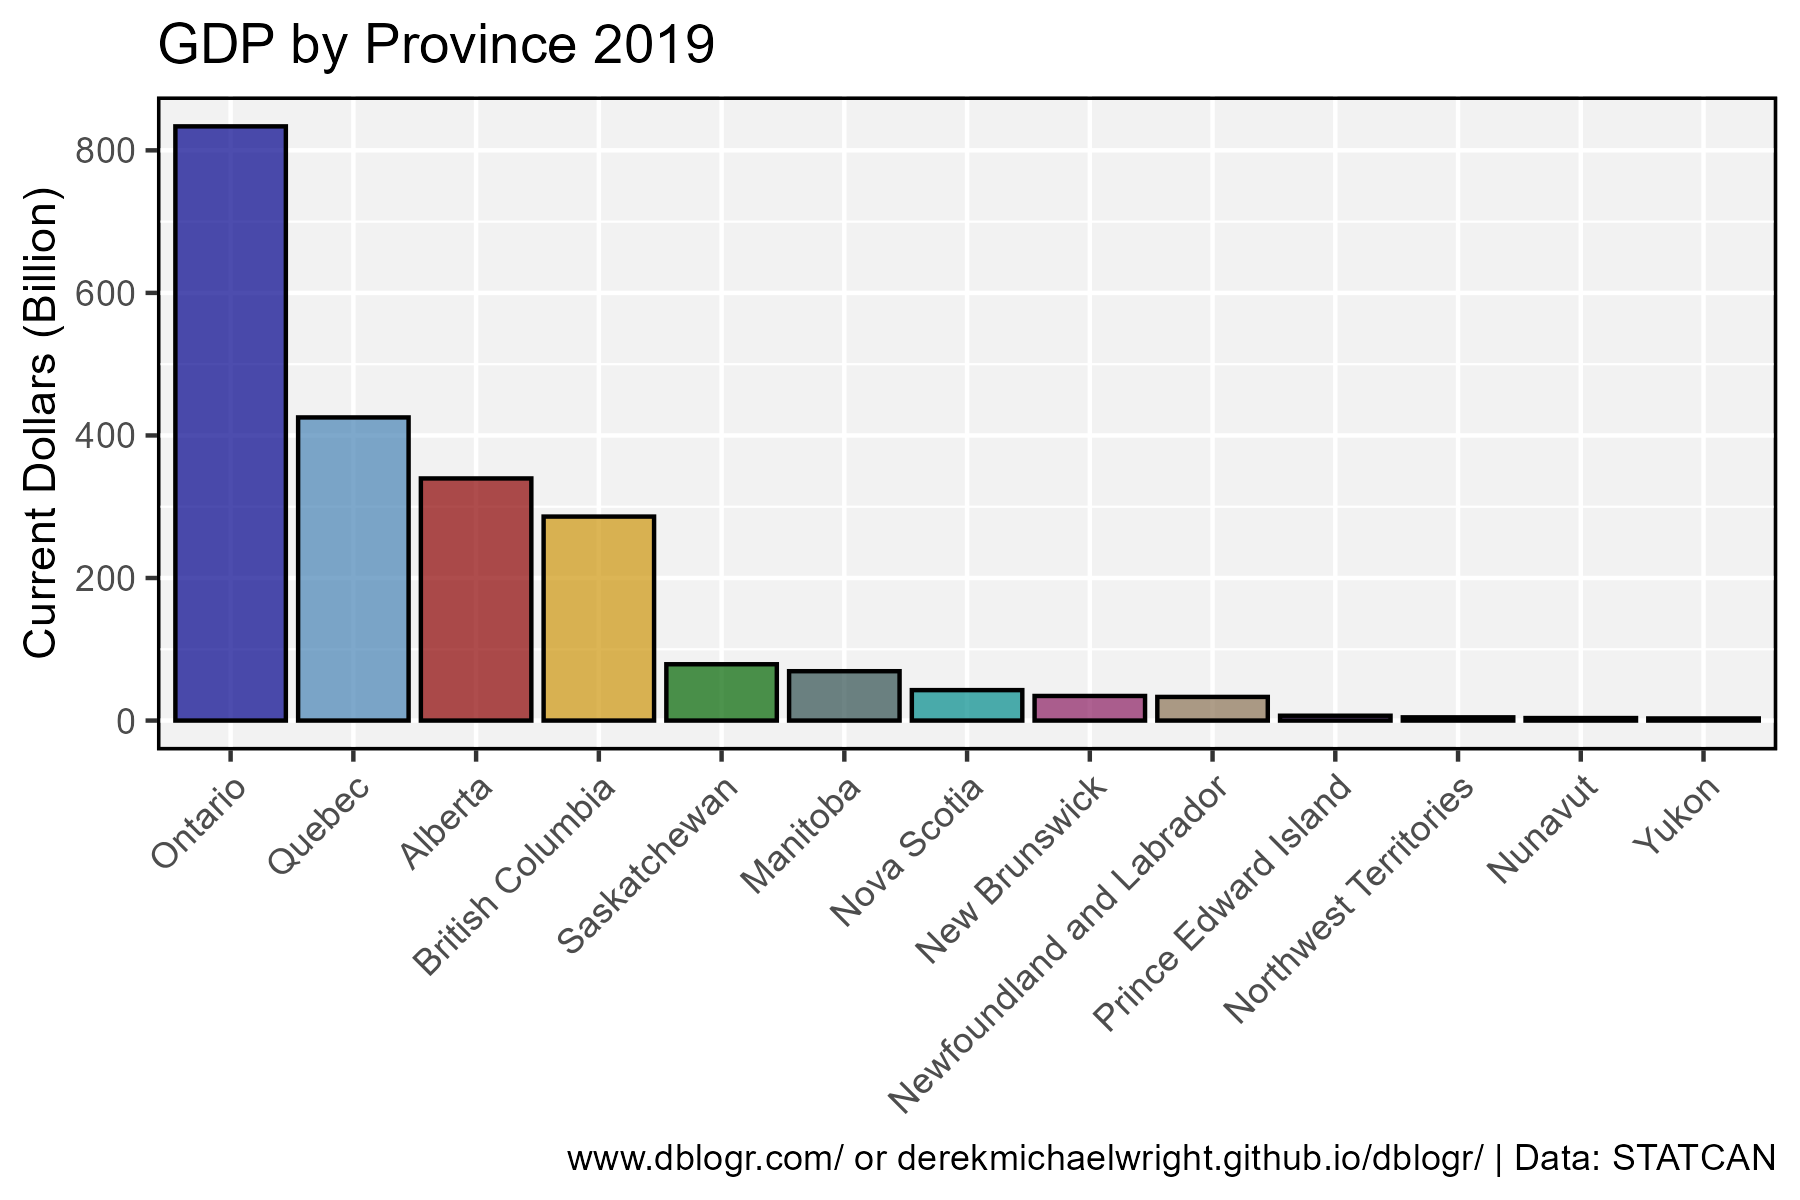 GDP by Province 2019
Current Dollars (Billion)
800
600
400
200
0
Ontario
Quebec
Alberta
British Columbia
Saskatchewan
Manitoba
Nova Scotia
New Brunswick
Newfoundland and Labrador
Prince Edward Island
Northwest Territories
Nunavut
Yukon
www.dblogr.com/ or derekmichaelwright.github.io/dblogr/ | Data: STATCAN